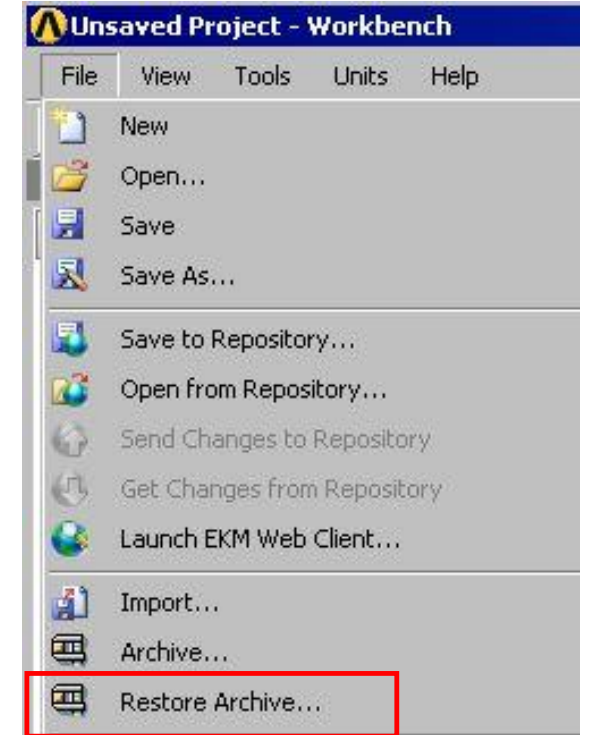 Unsaved Project - Workbench
File View Tools Units Help
New
Open...
Save
Save As...
Save to Repository...
Open from Repository...
Send Changes to Repository
Get Changes from Repository
Launch EKM Web Client...
Import...
Archive...
Restore Archive...